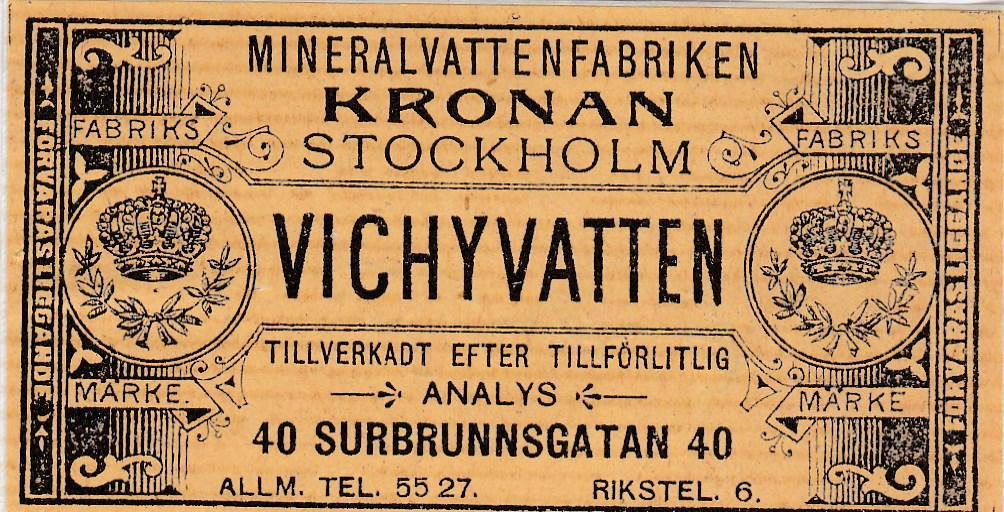 MINERALVATTENFABRIKEN
KRONAN
STOCKHOLM
FABRIKS
FABRIKS
VICHYVATTEN
MÄRKE.
MÄRKE
TILLVERKADT EFTER TILLFÖRLITLIG
ANALYS
40 SURBRUNNSGATAN 40
ALLM. TEL. 55 27.
RIKSTEL. 6.
FÖRVARAS LIGGANDE
FÖRVARAS LIGGANDE